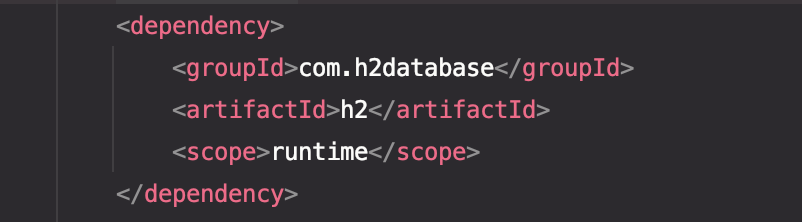 <dependency>
<groupId>com.h2database</groupId>
<artifactId>h2</artifactId>
<scope>runtime</scope>
</dependency>